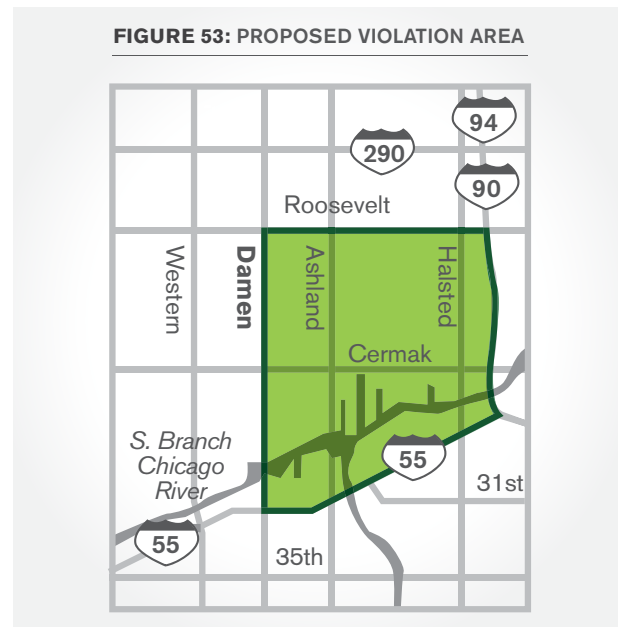 FIGURE 53: PROPOSED VIOLATION AREA
94
290
90
Roosevelt
Western
Damen
Ashland
Halsted
Cermak
S. Branch
Chicago
River
55
31st
55
35th